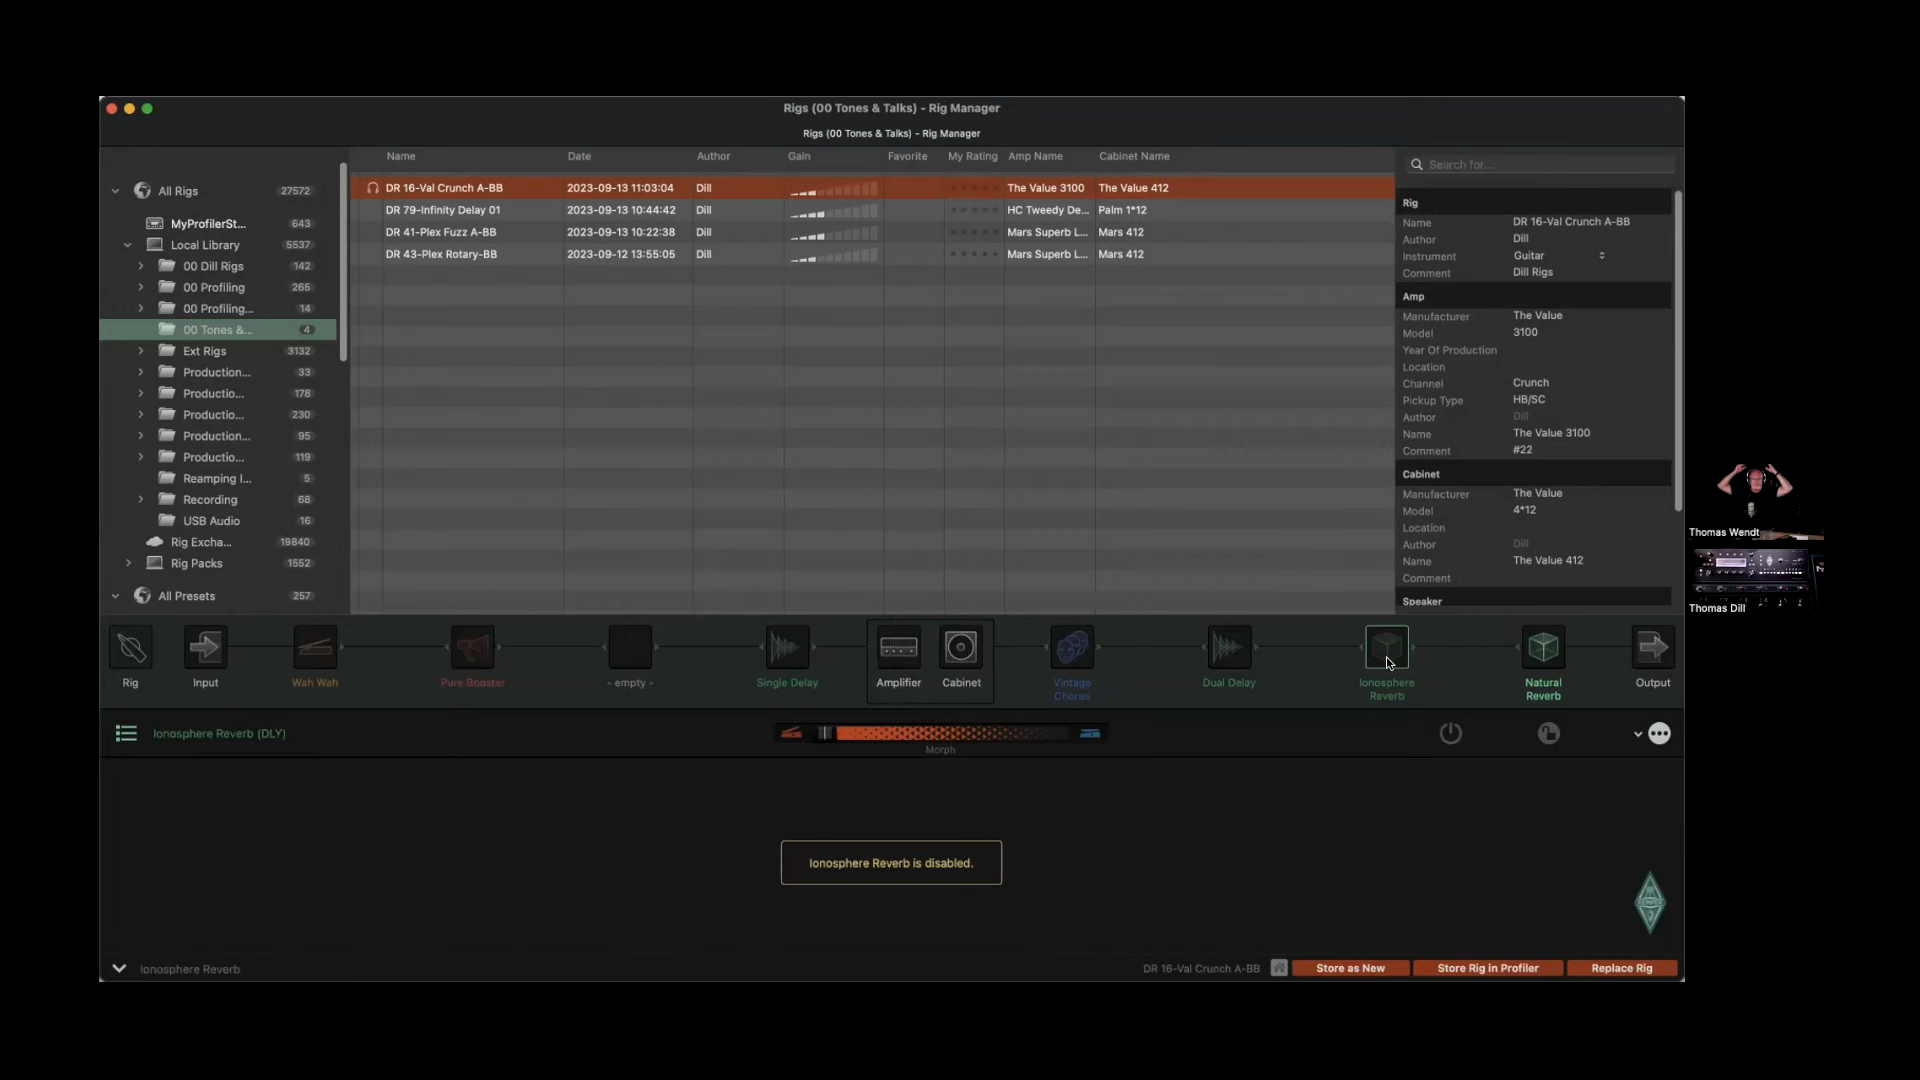 Rigs (00 Tones & Talks) - Rig Manager
Rigs (00 Tones & Talks) - Rig Manager
Name Date Author Gain Favorite My Rating Amp Name Cabinet Name
Search for...
All Rigs 27572
MyProfilerSt... 643
Local Library 5537
00 Dill Rigs 142
00 Profiling 265
00 Profiling... 14
00 Tones &... 4
Ext Rigs 3132
Production... 33
Productio... 178
Productio... 230
Production... 95
Productio... 119
Reamping I... 5
Recording 68
USB Audio 16
Rig Excha... 19840
Rig Packs 1552
All Presets 257
DR 16-Val Crunch A-BB 2023-09-13 11:03:04 Dill The Value 3100 The Value 412
DR 79-Infinity Delay 01 2023-09-13 10:44:42 Dill HC Tweedy De... Palm 1*12
DR 41-Plex Fuzz A-BB 2023-09-13 10:22:38 Dill Mars Superb L... Mars 412
DR 43-Plex Rotary-BB 2023-09-12 13:55:05 Dill Mars Superb L... Mars 412
Rig
Name DR 16-Val Crunch A-BB
Author Dill
Instrument Guitar
Comment Dill Rigs
Amp
Manufacturer The Value
Model 3100
Year Of Production
Location
Channel Crunch
Pickup Type HB/SC
Author Dill
Name The Value 3100
Comment #22
Cabinet
Manufacturer The Value
Model 4*12
Location
Author Dill
Name The Value 412
Comment
Speaker
Thomas Wendt
Thomas Dill
Rig Input Wah Wah Pure Booster - empty - Single Delay Amplifier Cabinet Vintage Chorus Dual Delay Ionosphere Reverb Natural Reverb Output
Ionosphere Reverb (DLY)
Morph
Ionosphere Reverb is disabled.
KEMPER
Ionosphere Reverb
DR 16-Val Crunch A-BB Store as New Store Rig in Profiler Replace Rig